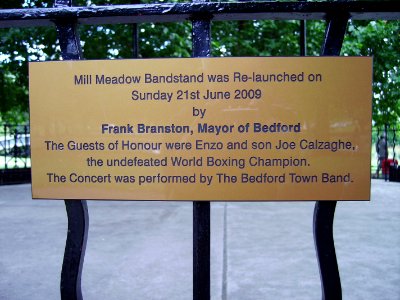 Mill Meadow Bandstand was Re-launched on
Sunday 21st June 2009
by
Frank Branston, Mayor of Bedford
The Guests of Honour were Enzo and son Joe Calzaghe,
the undefeated World Boxing Champion.
The Concert was performed by The Bedford Town Band.